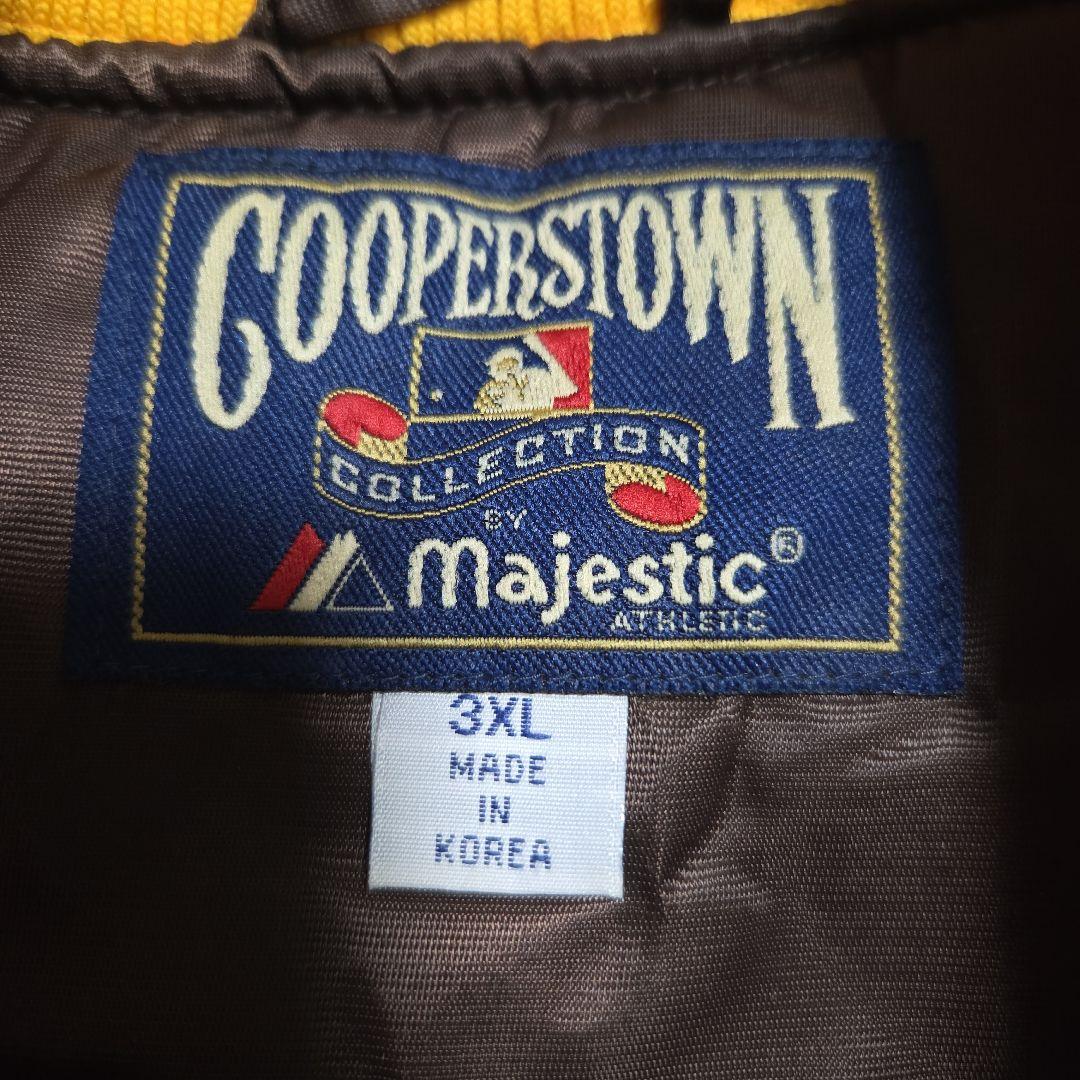 COOPERSTOWN
COLLECTION
BY
Majestic®
ATHLETIC
3XL
MADE
IN
KOREA